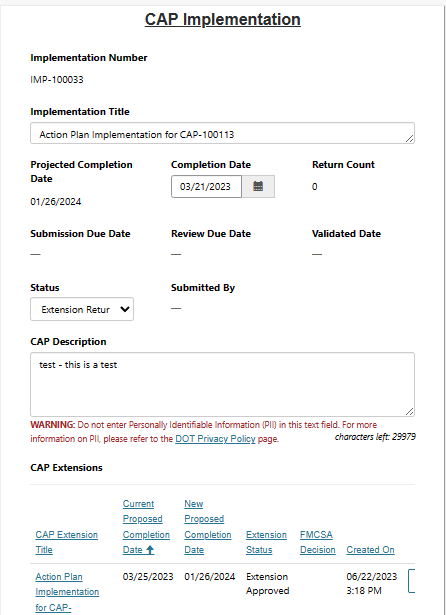 CAP Implementation
Implementation Number
IMP-100033
Implementation Title
Action Plan Implementation for CAP-100113
Projected Completion Date
Completion Date
Return Count
01/26/2024
03/21/2023
0
Submission Due Date
Review Due Date
Validated Date
—
—
—
Status
Submitted By
Extension Retur
—
CAP Description
test - this is a test
WARNING: Do not enter Personally Identifiable Information (PII) in this text field. For more
information on PII, please refer to the DOT Privacy Policy page.
characters left: 29979
CAP Extensions
CAP Extension Title
Current Proposed Completion Date
New Proposed Completion Date
Extension Status
FMCSA Decision
Created On
Action Plan Implementation for CAP-
03/25/2023
01/26/2024
Extension Approved
06/22/2023 3:18 PM